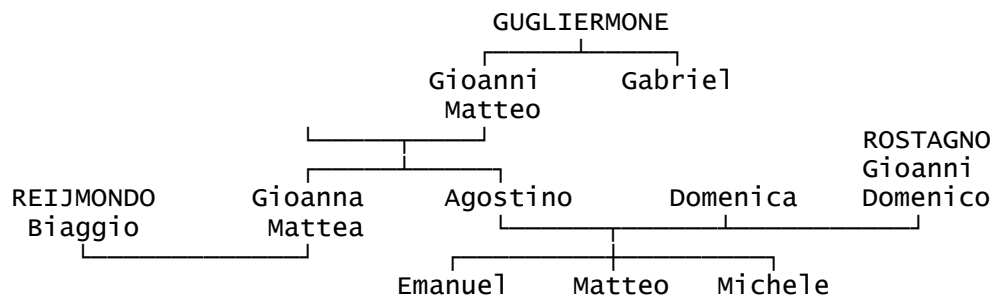 GUGLIERMONE
Gioanni Gabriel
Matteo
ROSTAGNO
Gioanni
REIJMONDO Gioanna Agostino Domenica Domenico
Biaggio Mattea
Emanuel Matteo Michele